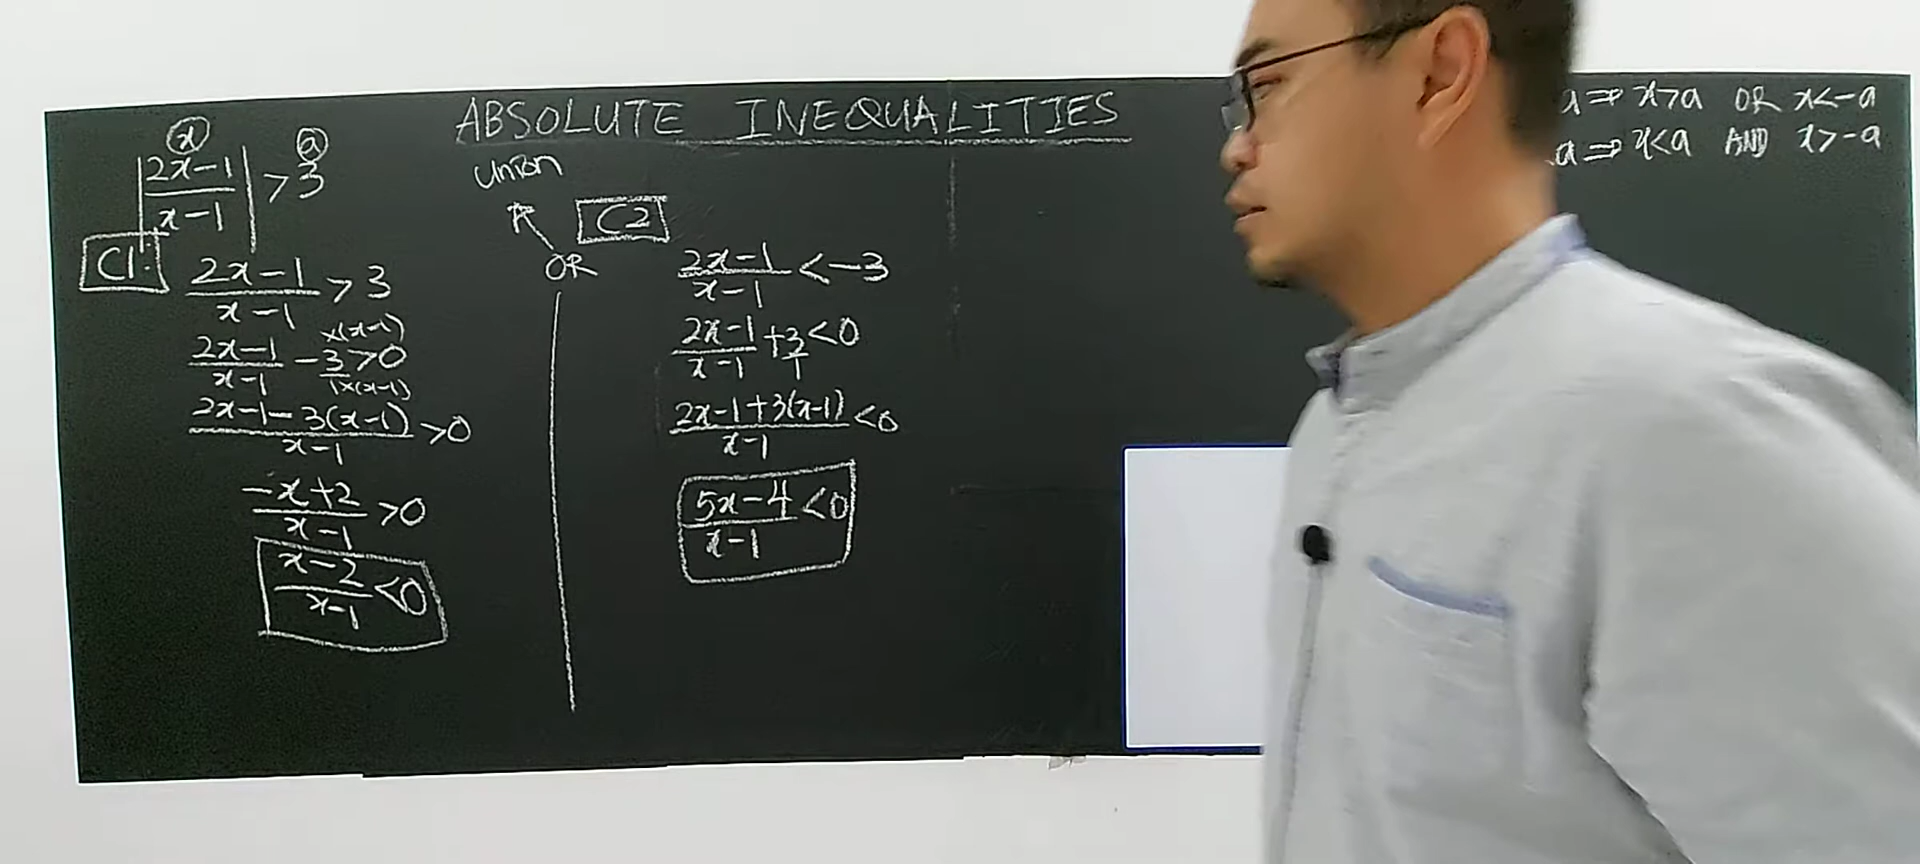 ABSOLUTE INEQUALITIES
a ⇒ x>a OR x<-a
a ⇒ x<a AND x>-a
x a
|2x-1/x-1| > 3
C1:
2x-1/x-1 > 3
x(x-1)
2x-1/x-1 - 3/1 > 0
x(x-1)
2x-1-3(x-1)/x-1 > 0
-x+2/x-1 > 0
x-2/x-1 < 0
Union
OR
C2
2x-1/x-1 < -3
2x-1/x-1 + 3/1 < 0
2x-1+3(x-1)/x-1 < 0
5x-4/x-1 < 0